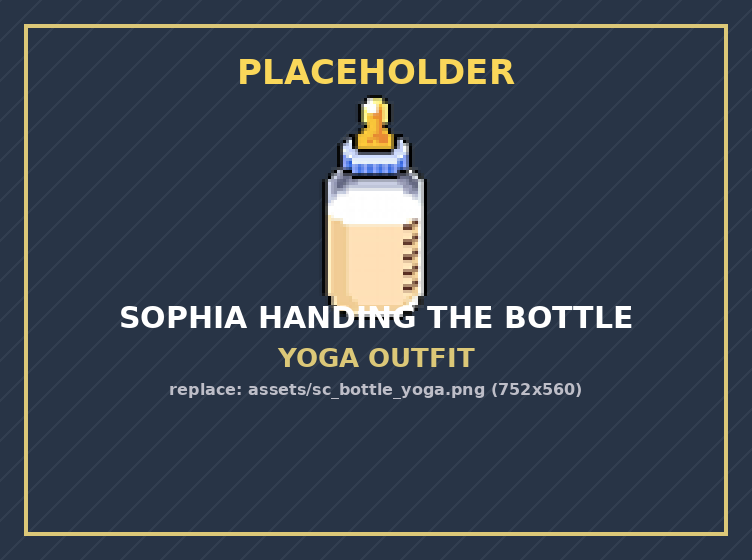 PLACEHOLDER
SOPHIA HANDING THE BOTTLE
YOGA OUTFIT
replace: assets/sc_bottle_yoga.png (752x560)